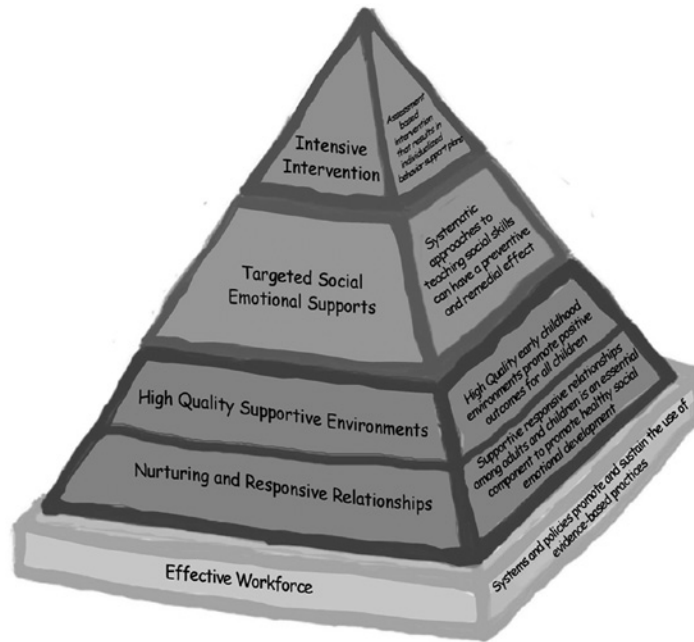 Intensive
Intervention
Assessment
based
intervention
that results in
individualized
behavior support plans
Targeted Social
Emotional Supports
Systematic
approaches to
teaching social skills
can have a preventive
and remedial effect
High Quality Supportive Environments
High Quality early childhood
environments promote positive
outcomes for all children
Nurturing and Responsive Relationships
Supportive responsive relationships
among adults and children is an essential
component to promote healthy social
emotional development
Effective Workforce
Systems and policies promote and sustain the use of
evidence-based practices